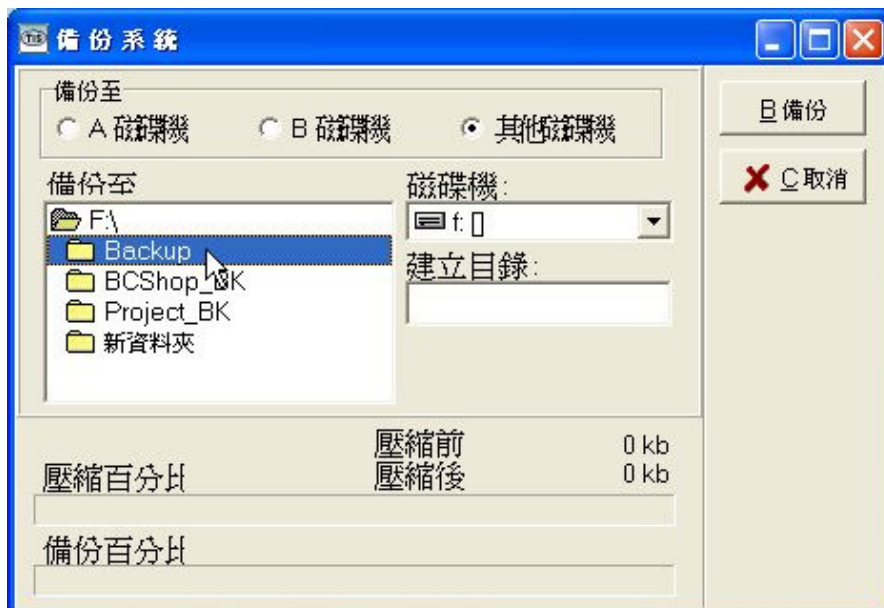 TIS 備份系統
備份至
A 磁碟機 B 磁碟機 其他磁碟機
B 備份
C 取消
備份至 磁碟機:
F:\ f: []
Backup
建立目錄:
BCShop_BK
Project_BK
新資料夾
壓縮前 0 kb
壓縮百分比 壓縮後 0 kb
備份百分比